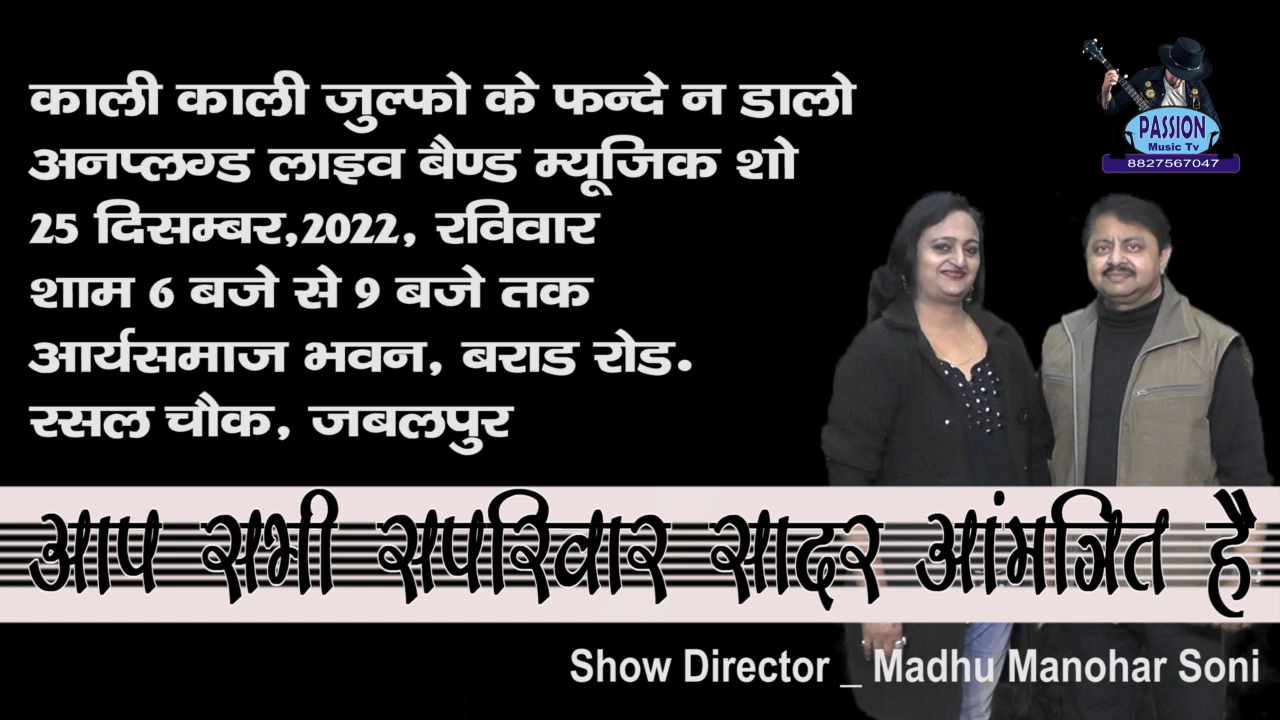 काली काली जुल्फो के फन्दे न डालो
अनप्लग्ड लाइव बैण्ड म्यूजिक शो
25 दिसम्बर,2022, रविवार
शाम 6 बजे से 9 बजे तक
आर्यसमाज भवन, बराड रोड.
रसल चौक, जबलपुर
PASSION
Music Tv
8827567047
आप सभी सपरिवार सादर आंमत्रित है
Show Director _ Madhu Manohar Soni